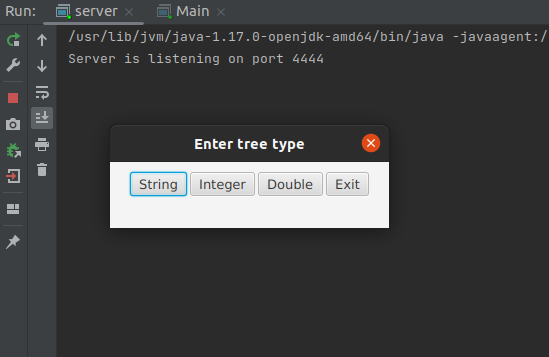 Run: server × Main ×
/usr/lib/jvm/java-1.17.0-openjdk-amd64/bin/java -javaagent:/
Server is listening on port 4444
Enter tree type
String Integer Double Exit